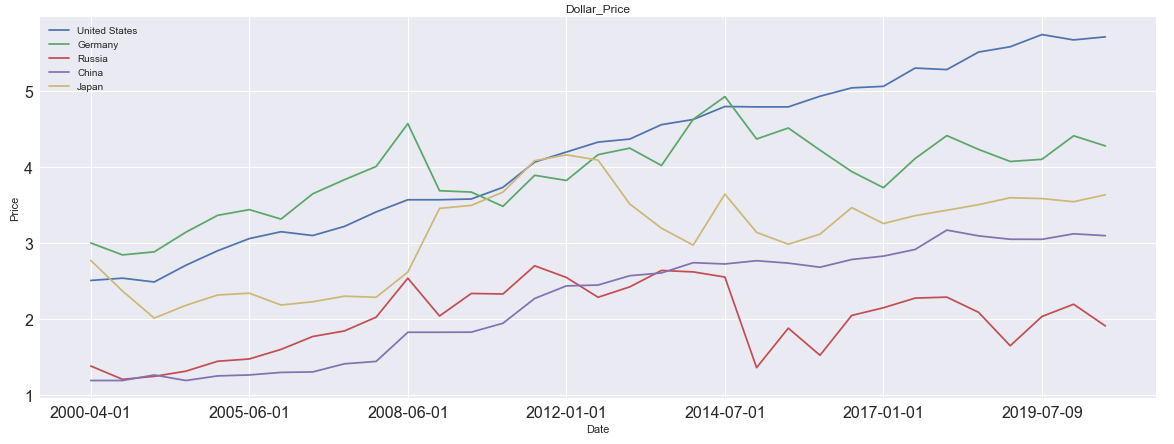 Dollar_Price
United States
Germany
Russia
China
Japan
Price
5
4
3
2
1
2000-04-01 2005-06-01 2008-06-01 2012-01-01 2014-07-01 2017-01-01 2019-07-09
Date